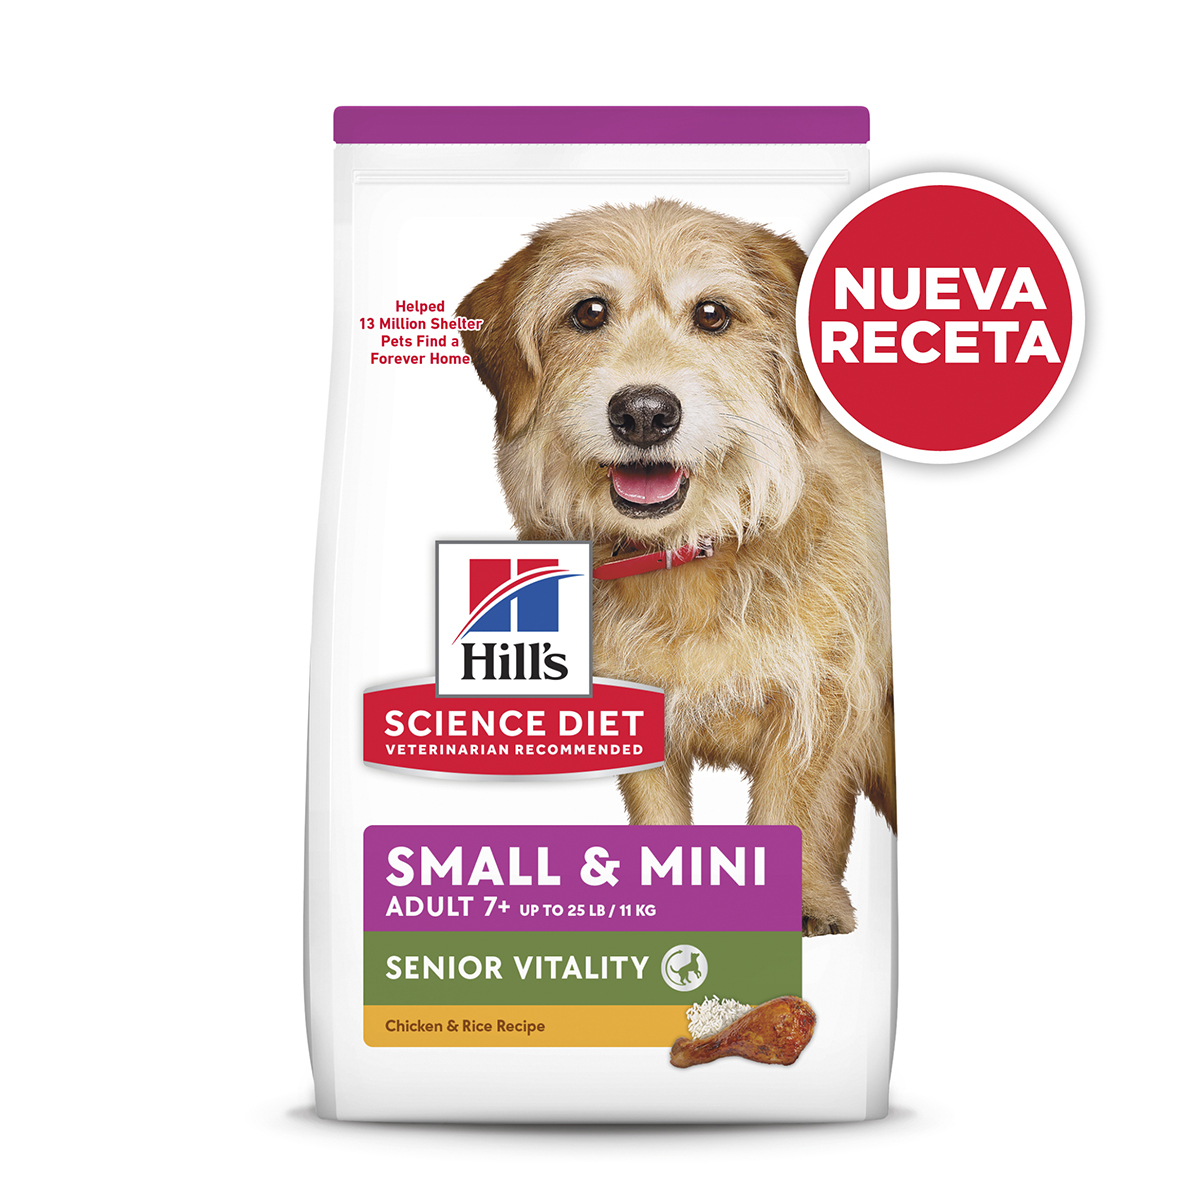 Helped
13 Million Shelter
Pets Find a
Forever Home
NUEVA
RECETA
Hill's
SCIENCE DIET
VETERINARIAN RECOMMENDED
SMALL & MINI
ADULT 7+ UP TO 25 LB / 11 KG
SENIOR VITALITY
Chicken & Rice Recipe